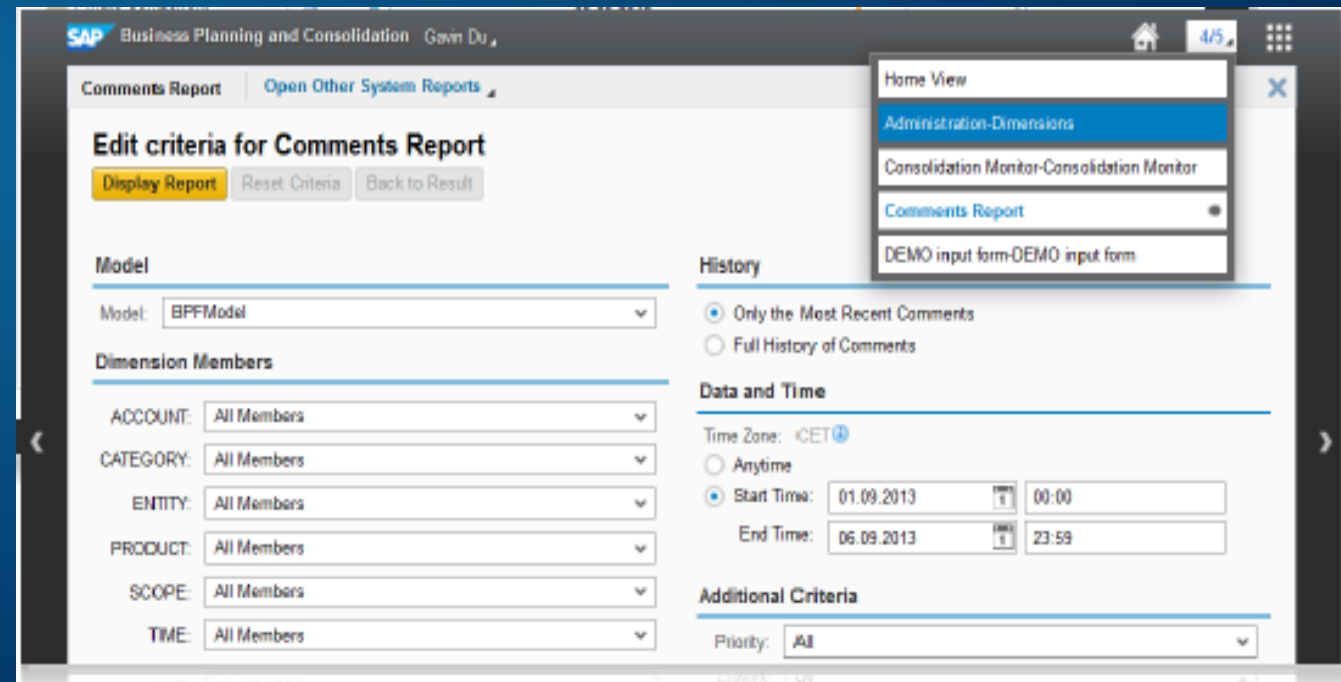 SAP Business Planning and Consolidation Gavin Du
4/5
Home View
Administration-Dimensions
Consolidation Monitor-Consolidation Monitor
Comments Report
DEMO input form-DEMO input form
Comments Report Open Other System Reports
Edit criteria for Comments Report
Display Report Reset Criteria Back to Result
Model
Model: BPFModel
Dimension Members
ACCOUNT: All Members
CATEGORY: All Members
ENTITY: All Members
PRODUCT: All Members
SCOPE: All Members
TIME: All Members
History
Only the Most Recent Comments
Full History of Comments
Data and Time
Time Zone: CET
Anytime
Start Time: 01.09.2013 00:00
End Time: 06.09.2013 23:59
Additional Criteria
Priority: All